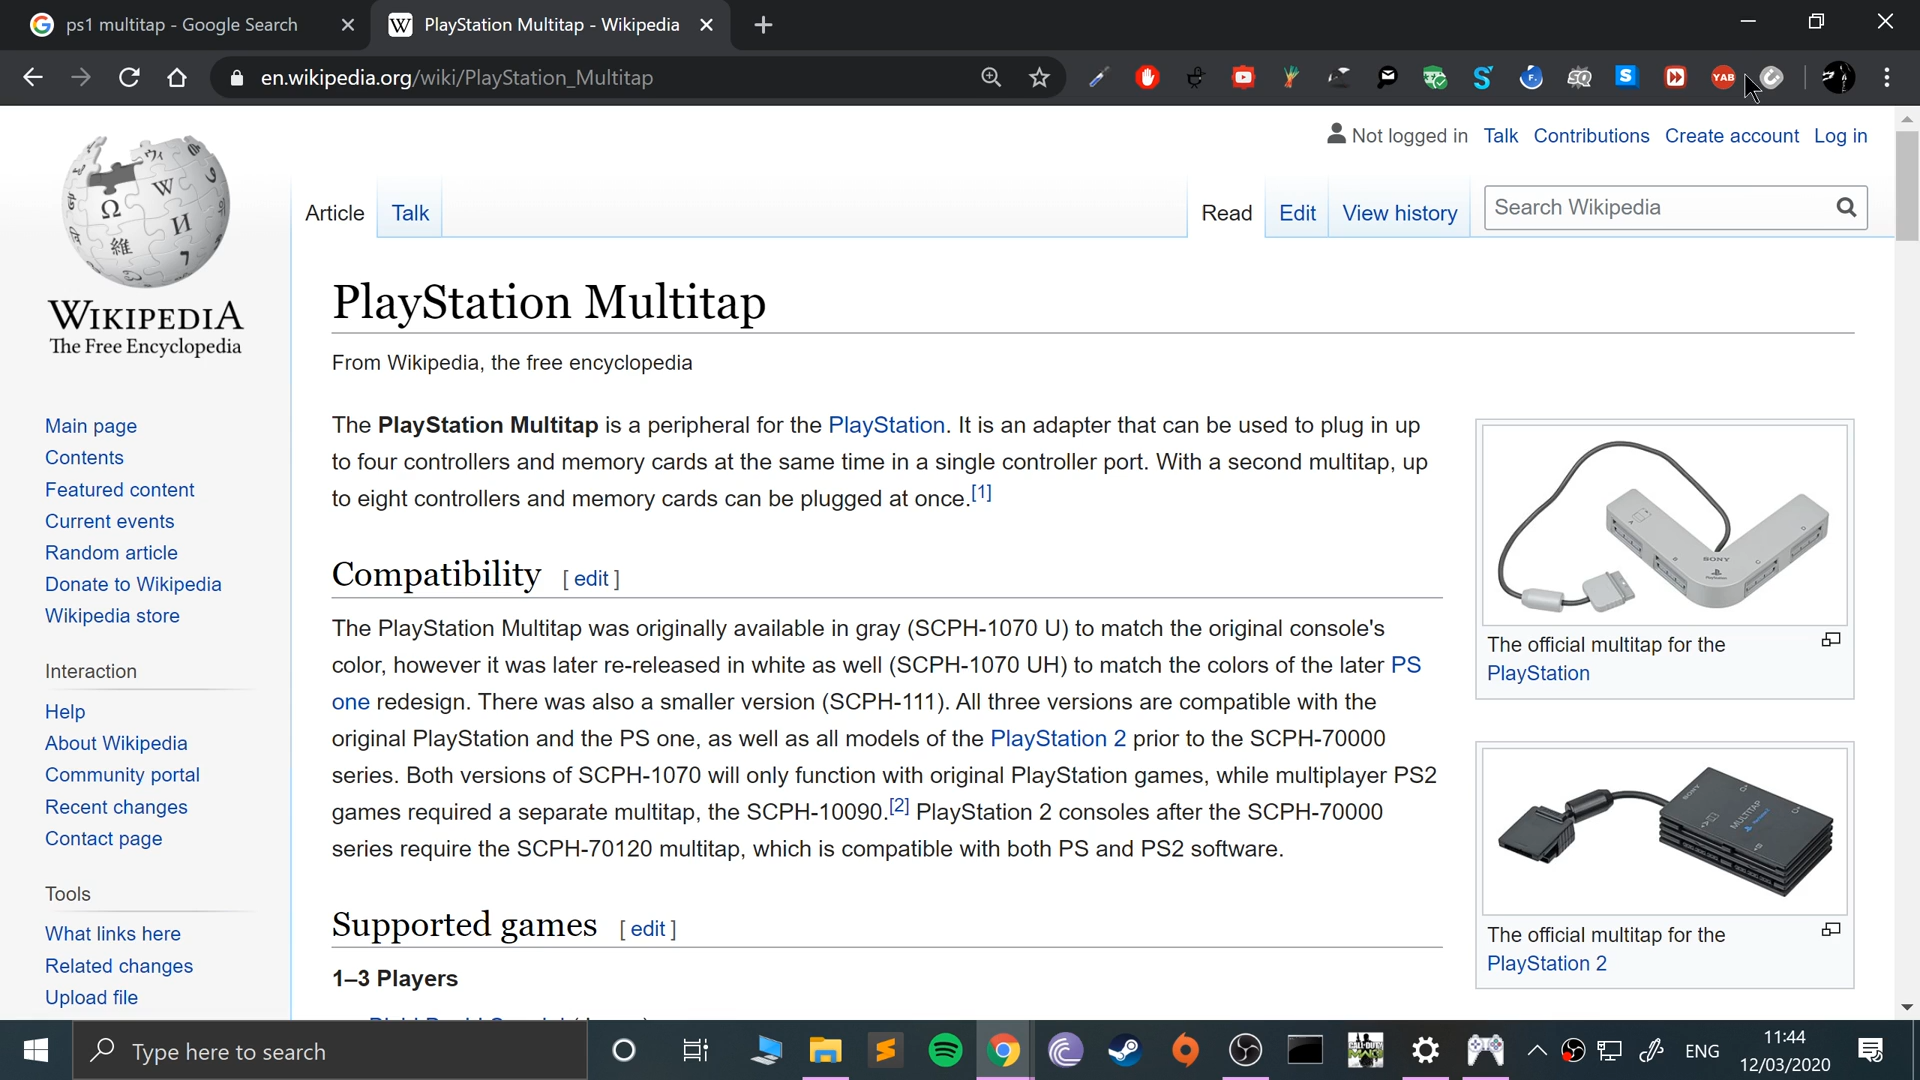 ps1 multitap - Google Search
PlayStation Multitap - Wikipedia
en.wikipedia.org/wiki/PlayStation_Multitap
YAB
Not logged in Talk Contributions Create account Log in
Article Talk Read Edit View history Search Wikipedia
WIKIPEDIA
The Free Encyclopedia
PlayStation Multitap
From Wikipedia, the free encyclopedia
The PlayStation Multitap is a peripheral for the PlayStation. It is an adapter that can be used to plug in up
to four controllers and memory cards at the same time in a single controller port. With a second multitap, up
to eight controllers and memory cards can be plugged at once.[1]
Compatibility [ edit ]
The PlayStation Multitap was originally available in gray (SCPH-1070 U) to match the original console's
color, however it was later re-released in white as well (SCPH-1070 UH) to match the colors of the later PS
one redesign. There was also a smaller version (SCPH-111). All three versions are compatible with the
original PlayStation and the PS one, as well as all models of the PlayStation 2 prior to the SCPH-70000
series. Both versions of SCPH-1070 will only function with original PlayStation games, while multiplayer PS2
games required a separate multitap, the SCPH-10090.[2] PlayStation 2 consoles after the SCPH-70000
series require the SCPH-70120 multitap, which is compatible with both PS and PS2 software.
Supported games [ edit ]
1–3 Players
SONY
The official multitap for the
PlayStation
SONY
MULTITAP
The official multitap for the
PlayStation 2
Main page
Contents
Featured content
Current events
Random article
Donate to Wikipedia
Wikipedia store
Interaction
Help
About Wikipedia
Community portal
Recent changes
Contact page
Tools
What links here
Related changes
Upload file
Type here to search
ENG
11:44
12/03/2020